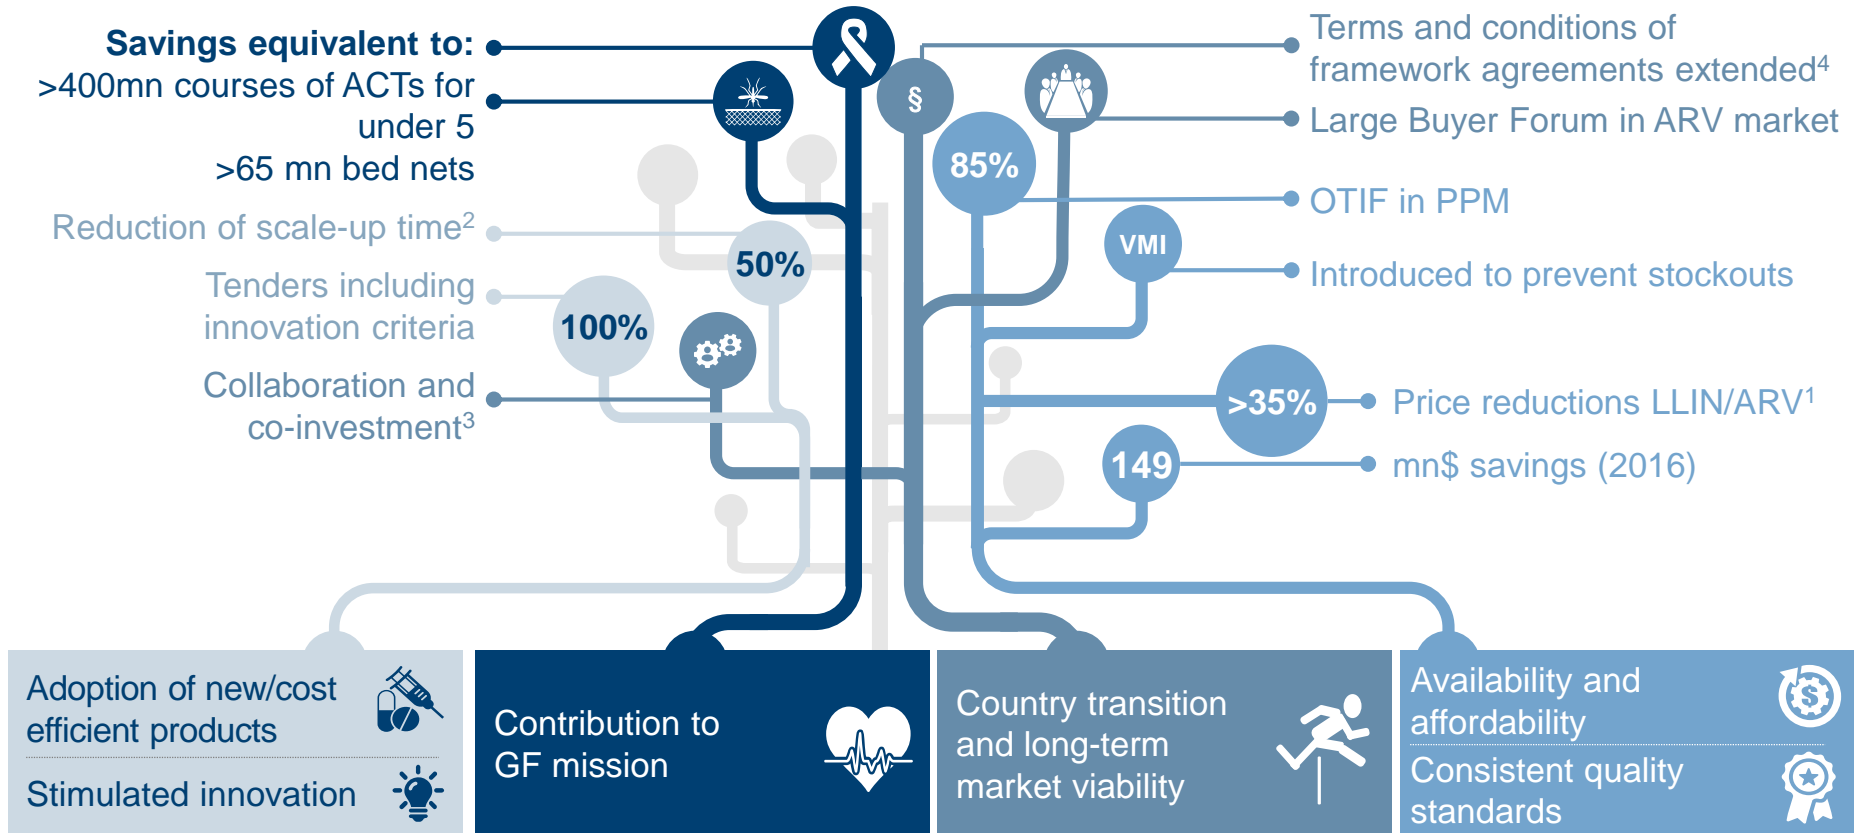 Savings equivalent to:
>400mn courses of ACTs for
under 5
>65 mn bed nets
Reduction of scale-up time²
50%
Tenders including
innovation criteria
100%
Collaboration and
co-investment³
§
Terms and conditions of
framework agreements extended⁴
Large Buyer Forum in ARV market
85%
OTIF in PPM
VMI
Introduced to prevent stockouts
>35%
Price reductions LLIN/ARV¹
149
mn$ savings (2016)
Adoption of new/cost
efficient products
Stimulated innovation
Contribution to
GF mission
Country transition
and long-term
market viability
Availability and
affordability
$
Consistent quality
standards